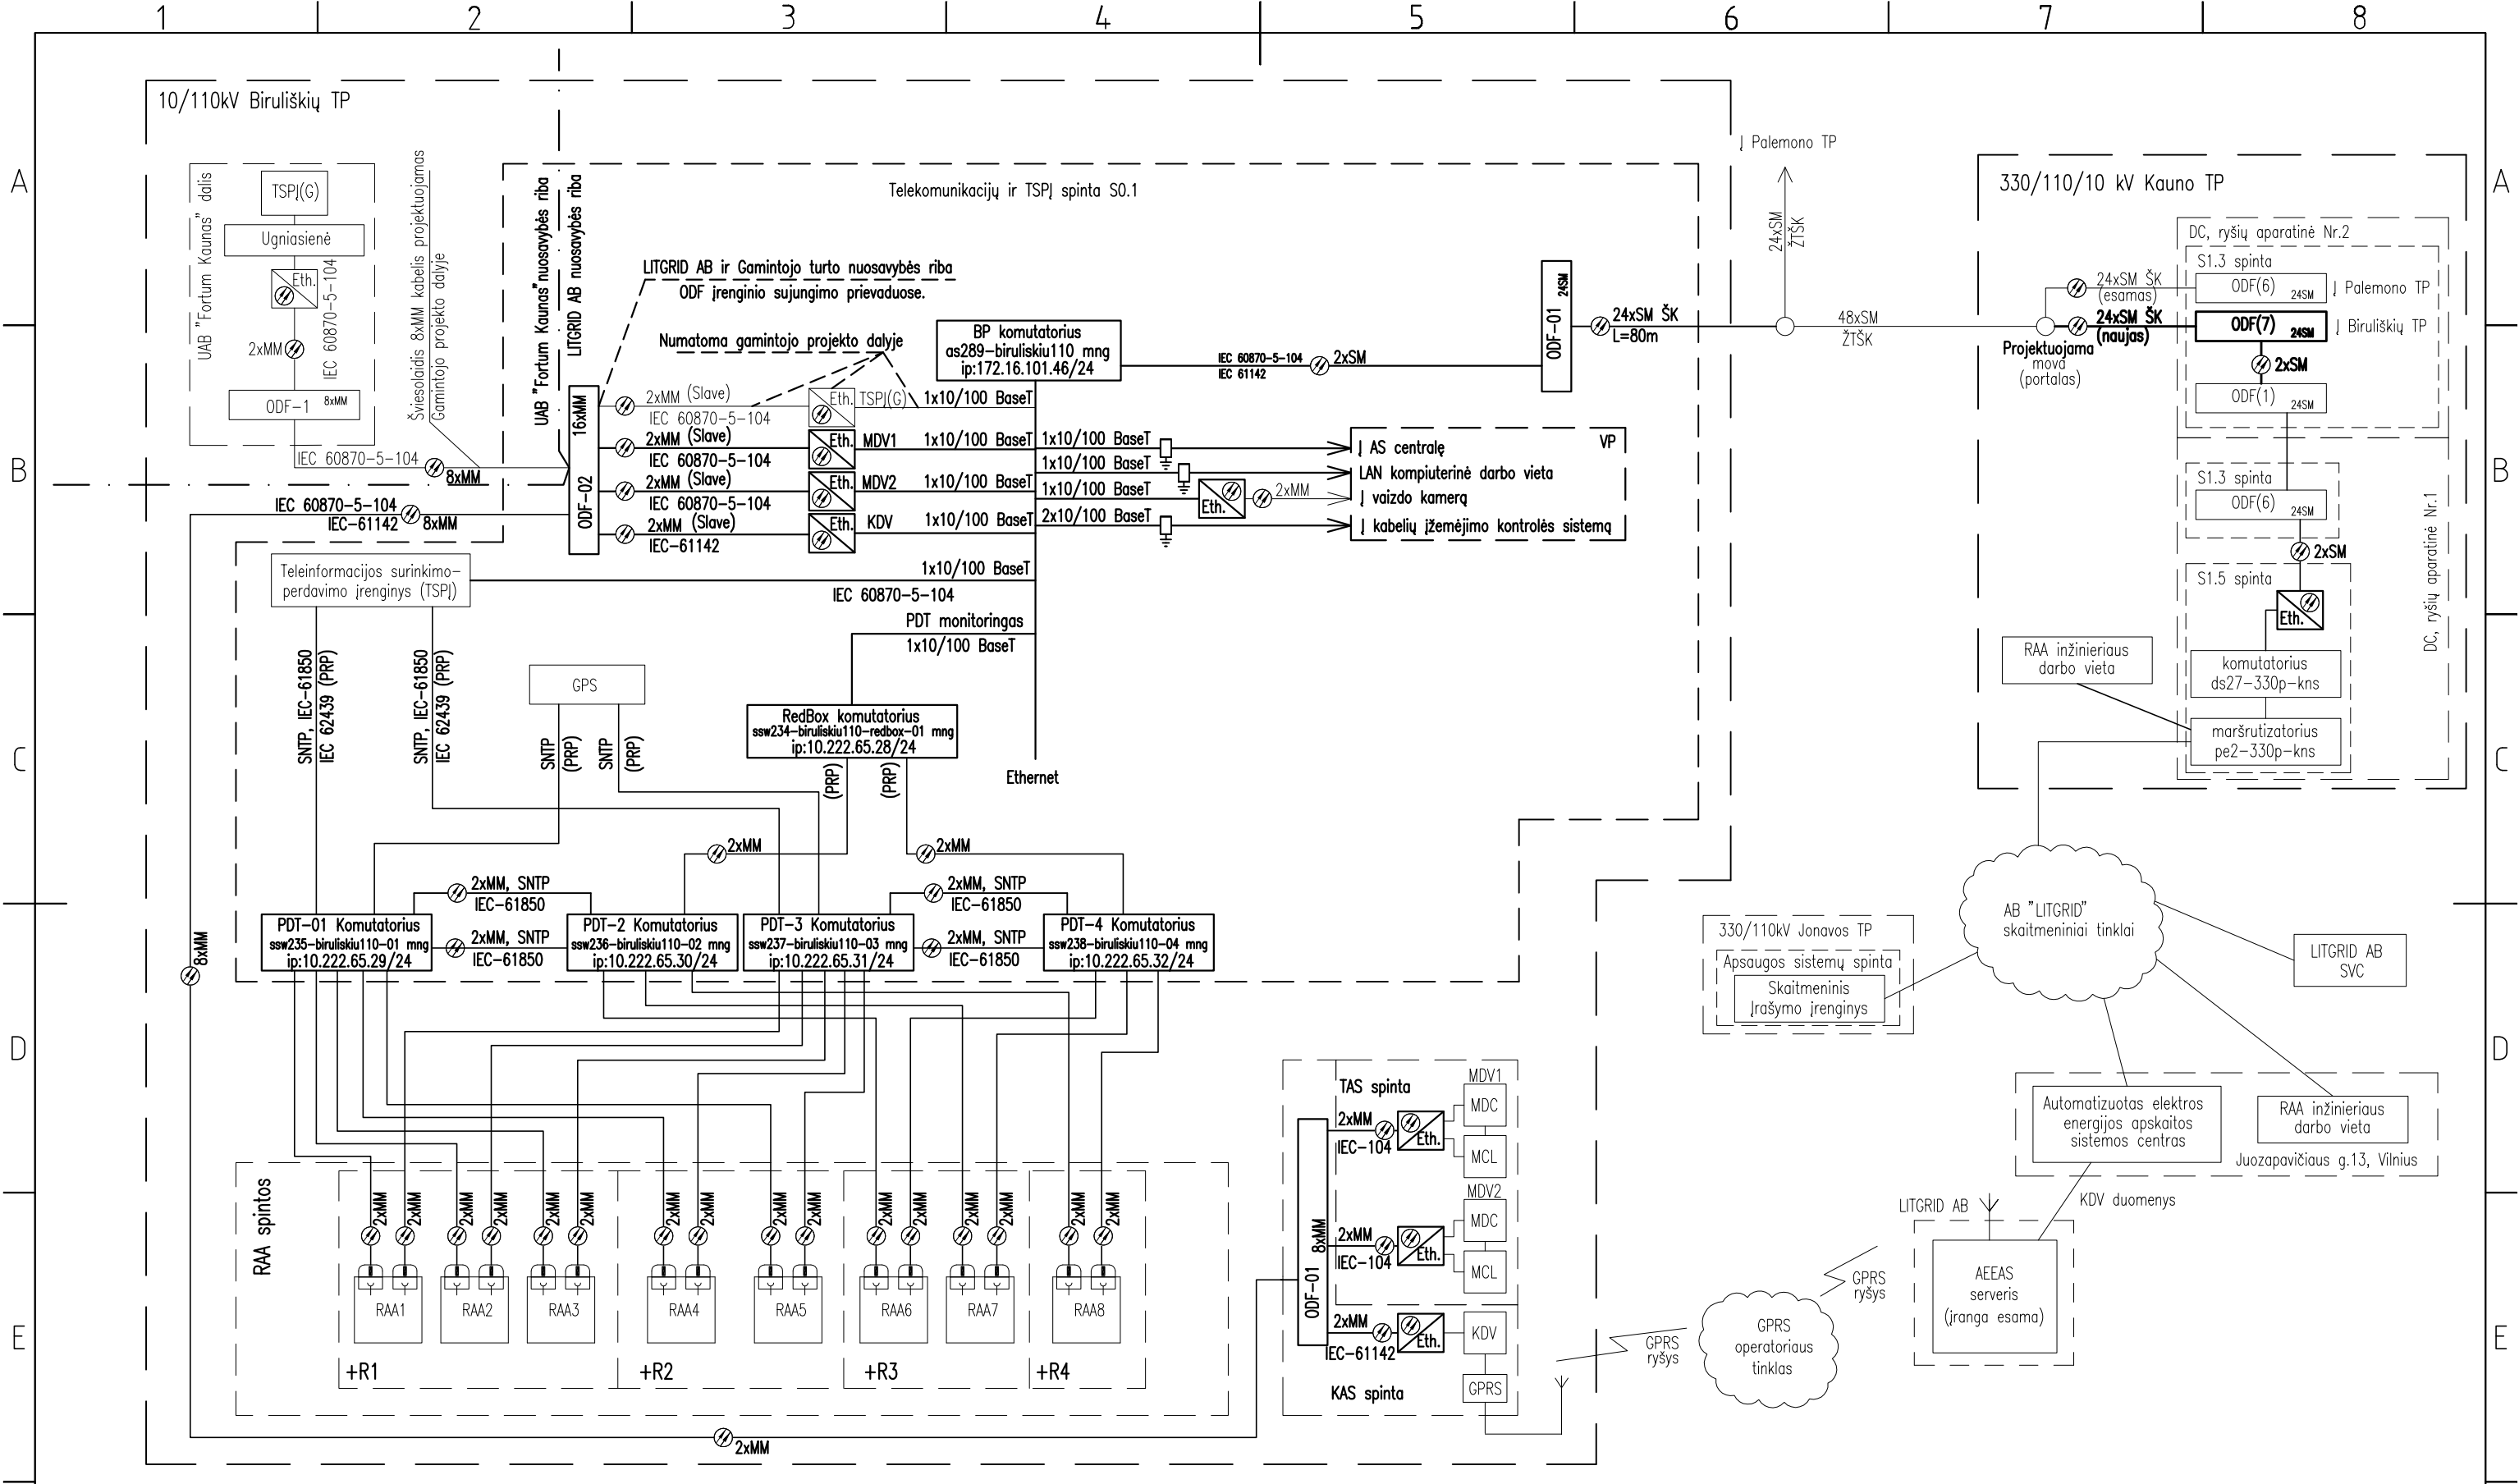 1 2 3 4 5 6 7 8
A
B
C
D
E
A
B
C
D
E
10/110kV Biruliškių TP
UAB "Fortum Kaunas" dalis
TSPĮ(G)
Ugniasienė
Eth.
IEC 60870-5-104
2xMM
ODF-1 8xMM
IEC 60870-5-104
8xMM
Šviesolaidis 8xMM kabelis projektuojamas
Gamintojo projekto dalyje
UAB "Fortum Kaunas"nuosavybės riba
LITGRID AB nuosavybės riba
Telekomunikacijų ir TSPĮ spinta S0.1
LITGRID AB ir Gamintojo turto nuosavybės riba
ODF įrenginio sujungimo prievaduose.
Numatoma gamintojo projekto dalyje
BP komutatorius
as289-biruliskiu110 mng
ip:172.16.101.46/24
IEC 60870-5-104
IEC 61142
2xSM
ODF-01 24SM
24xSM ŠK
L=80m
ODF-02 16xMM
2xMM (Slave)
IEC 60870-5-104
Eth.
TSPĮ(G)
1x10/100 BaseT
2xMM (Slave)
IEC 60870-5-104
Eth.
MDV1
1x10/100 BaseT
2xMM (Slave)
IEC 60870-5-104
Eth.
MDV2
1x10/100 BaseT
2xMM (Slave)
IEC-61142
Eth.
KDV
1x10/100 BaseT
1x10/100 BaseT
1x10/100 BaseT
1x10/100 BaseT
2x10/100 BaseT
Eth.
2xMM
VP
Į AS centralę
LAN kompiuterinė darbo vieta
Į vaizdo kamerą
Į kabelių įžemėjimo kontrolės sistemą
IEC 60870-5-104
IEC-61142
8xMM
Teleinformacijos surinkimo-
perdavimo įrenginys (TSPĮ)
1x10/100 BaseT
IEC 60870-5-104
PDT monitoringas
1x10/100 BaseT
SNTP, IEC-61850
IEC 62439 (PRP)
SNTP, IEC-61850
IEC 62439 (PRP)
GPS
SNTP
(PRP)
SNTP
(PRP)
RedBox komutatorius
ssw234-biruliskiu110-redbox-01 mng
ip:10.222.65.28/24
(PRP)
(PRP)
Ethernet
2xMM
2xMM
2xMM, SNTP
IEC-61850
2xMM, SNTP
IEC-61850
PDT-01 Komutatorius
ssw235-biruliskiu110-01 mng
ip:10.222.65.29/24
2xMM, SNTP
IEC-61850
PDT-2 Komutatorius
ssw236-biruliskiu110-02 mng
ip:10.222.65.30/24
PDT-3 Komutatorius
ssw237-biruliskiu110-03 mng
ip:10.222.65.31/24
2xMM, SNTP
IEC-61850
PDT-4 Komutatorius
ssw238-biruliskiu110-04 mng
ip:10.222.65.32/24
8xMM
RAA spintos
2xMM 2xMM 2xMM 2xMM 2xMM 2xMM 2xMM 2xMM 2xMM 2xMM 2xMM 2xMM 2xMM 2xMM 2xMM 2xMM
RAA1 RAA2 RAA3 RAA4 RAA5 RAA6 RAA7 RAA8
+R1 +R2 +R3 +R4
2xMM
TAS spinta
ODF-01 8xMM
2xMM
IEC-104
Eth.
MDV1
MDC
MCL
2xMM
IEC-104
Eth.
MDV2
MDC
MCL
2xMM
IEC-61142
Eth.
KDV
KAS spinta
GPRS
GPRS
ryšys
GPRS
operatoriaus
tinklas
GPRS
ryšys
LITGRID AB
AEEAS
serveris
(įranga esama)
KDV duomenys
Į Palemono TP
24xSM
ŽTŠK
48xSM
ŽTŠK
330/110/10 kV Kauno TP
24xSM ŠK
(esamas)
24xSM ŠK
(naujas)
Projektuojama
mova
(portalas)
DC, ryšių aparatinė Nr.2
S1.3 spinta
ODF(6) 24SM
Į Palemono TP
ODF(7) 24SM
Į Biruliškių TP
2xSM
ODF(1) 24SM
S1.3 spinta
ODF(6) 24SM
2xSM
S1.5 spinta
Eth.
DC, ryšių aparatinė Nr.1
RAA inžinieriaus
darbo vieta
komutatorius
ds27-330p-kns
maršrutizatorius
pe2-330p-kns
AB "LITGRID"
skaitmeniniai tinklai
330/110kV Jonavos TP
Apsaugos sistemų spinta
Skaitmeninis
Įrašymo įrenginys
LITGRID AB
SVC
Automatizuotas elektros
energijos apskaitos
sistemos centras
RAA inžinieriaus
darbo vieta
Juozapavičiaus g.13, Vilnius